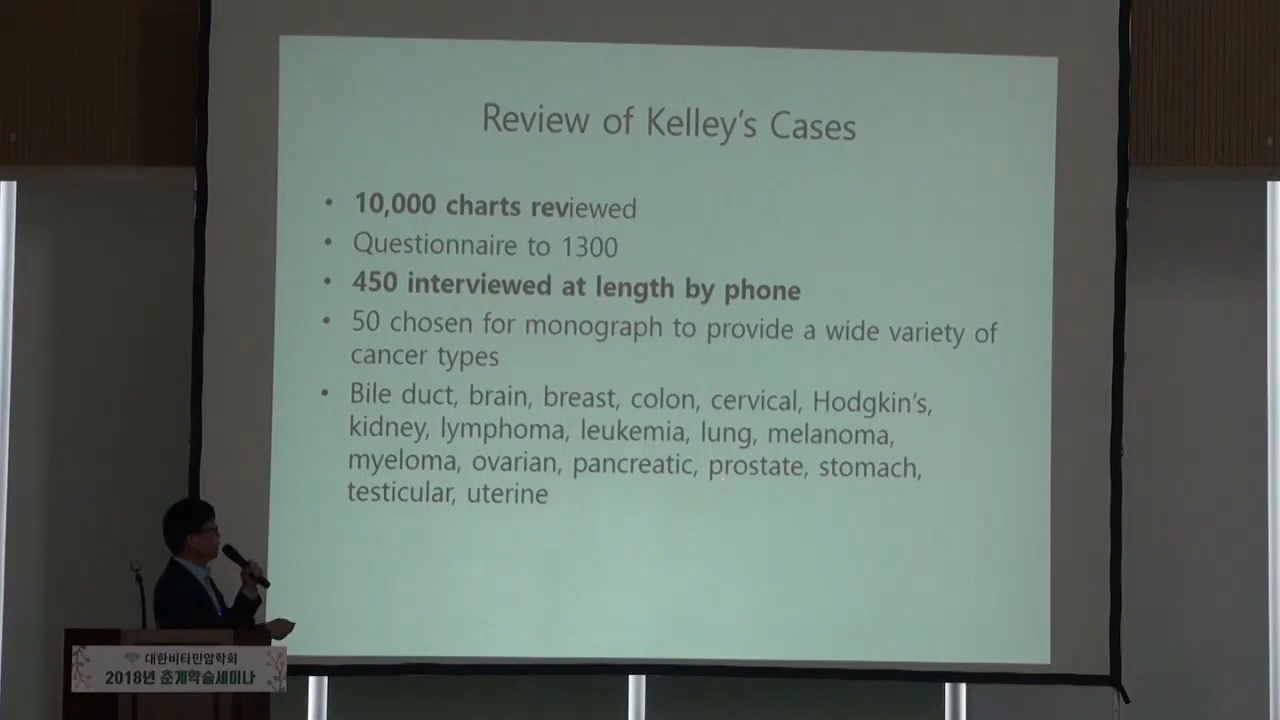 Review of Kelley's Cases
• 10,000 charts reviewed
• Questionnaire to 1300
• 450 interviewed at length by phone
• 50 chosen for monograph to provide a wide variety of
cancer types
• Bile duct, brain, breast, colon, cervical, Hodgkin's,
kidney, lymphoma, leukemia, lung, melanoma,
myeloma, ovarian, pancreatic, prostate, stomach,
testicular, uterine
대한비타민암학회
2018년 춘계학술세미나